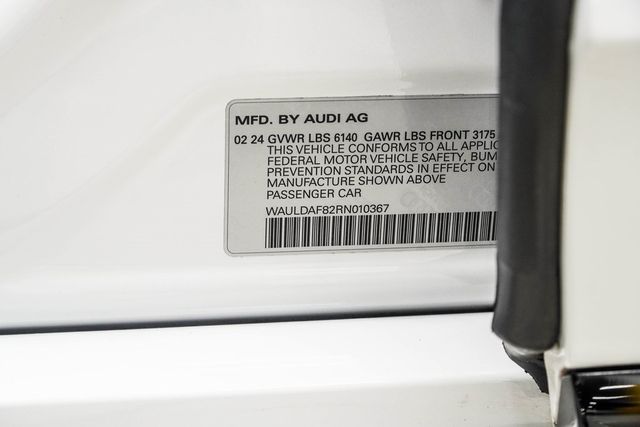 MFD. BY AUDI AG
02 24 GVWR LBS 6140 GAWR LBS FRONT 3175
THIS VEHICLE CONFORMS TO ALL APPLIC
FEDERAL MOTOR VEHICLE SAFETY, BUM
PREVENTION STANDARDS IN EFFECT ON
MANUFACTURE SHOWN ABOVE
PASSENGER CAR
WAULDAF82RN010367